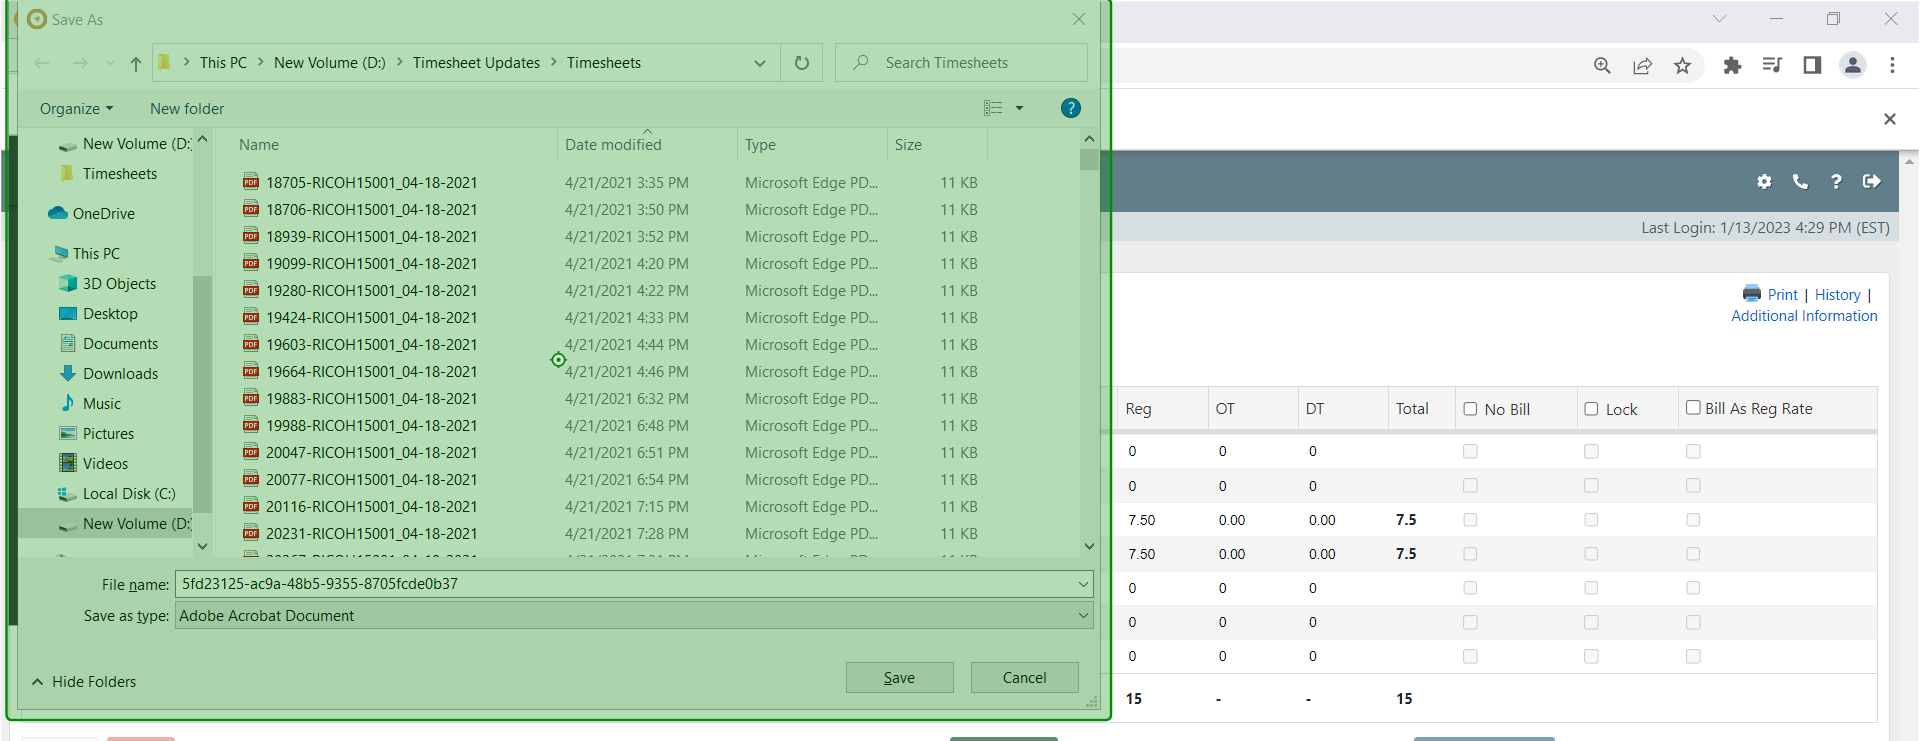 Save As
This PC > New Volume (D:) > Timesheet Updates > Timesheets
Search Timesheets
Organize
New folder
?
New Volume (D:)
Timesheets
OneDrive
This PC
3D Objects
Desktop
Documents
Downloads
Music
Pictures
Videos
Local Disk (C:)
New Volume (D:)
Name Date modified Type Size
18705-RICOH15001_04-18-2021 4/21/2021 3:35 PM Microsoft Edge PD... 11 KB
18706-RICOH15001_04-18-2021 4/21/2021 3:50 PM Microsoft Edge PD... 11 KB
18939-RICOH15001_04-18-2021 4/21/2021 3:52 PM Microsoft Edge PD... 11 KB
19099-RICOH15001_04-18-2021 4/21/2021 4:20 PM Microsoft Edge PD... 11 KB
19280-RICOH15001_04-18-2021 4/21/2021 4:22 PM Microsoft Edge PD... 11 KB
19424-RICOH15001_04-18-2021 4/21/2021 4:33 PM Microsoft Edge PD... 11 KB
19603-RICOH15001_04-18-2021 4/21/2021 4:44 PM Microsoft Edge PD... 11 KB
19664-RICOH15001_04-18-2021 4/21/2021 4:46 PM Microsoft Edge PD... 11 KB
19883-RICOH15001_04-18-2021 4/21/2021 6:32 PM Microsoft Edge PD... 11 KB
19988-RICOH15001_04-18-2021 4/21/2021 6:48 PM Microsoft Edge PD... 11 KB
20047-RICOH15001_04-18-2021 4/21/2021 6:51 PM Microsoft Edge PD... 11 KB
20077-RICOH15001_04-18-2021 4/21/2021 6:54 PM Microsoft Edge PD... 11 KB
20116-RICOH15001_04-18-2021 4/21/2021 7:15 PM Microsoft Edge PD... 11 KB
20231-RICOH15001_04-18-2021 4/21/2021 7:28 PM Microsoft Edge PD... 11 KB
File name: 5fd23125-ac9a-48b5-9355-8705fcde0b37
Save as type: Adobe Acrobat Document
Hide Folders
Save
Cancel
Last Login: 1/13/2023 4:29 PM (EST)
Print | History |
Additional Information
Reg OT DT Total No Bill Lock Bill As Reg Rate
0 0 0
0 0 0
7.50 0.00 0.00 7.5
7.50 0.00 0.00 7.5
0 0 0
0 0 0
0 0 0
15 - - 15